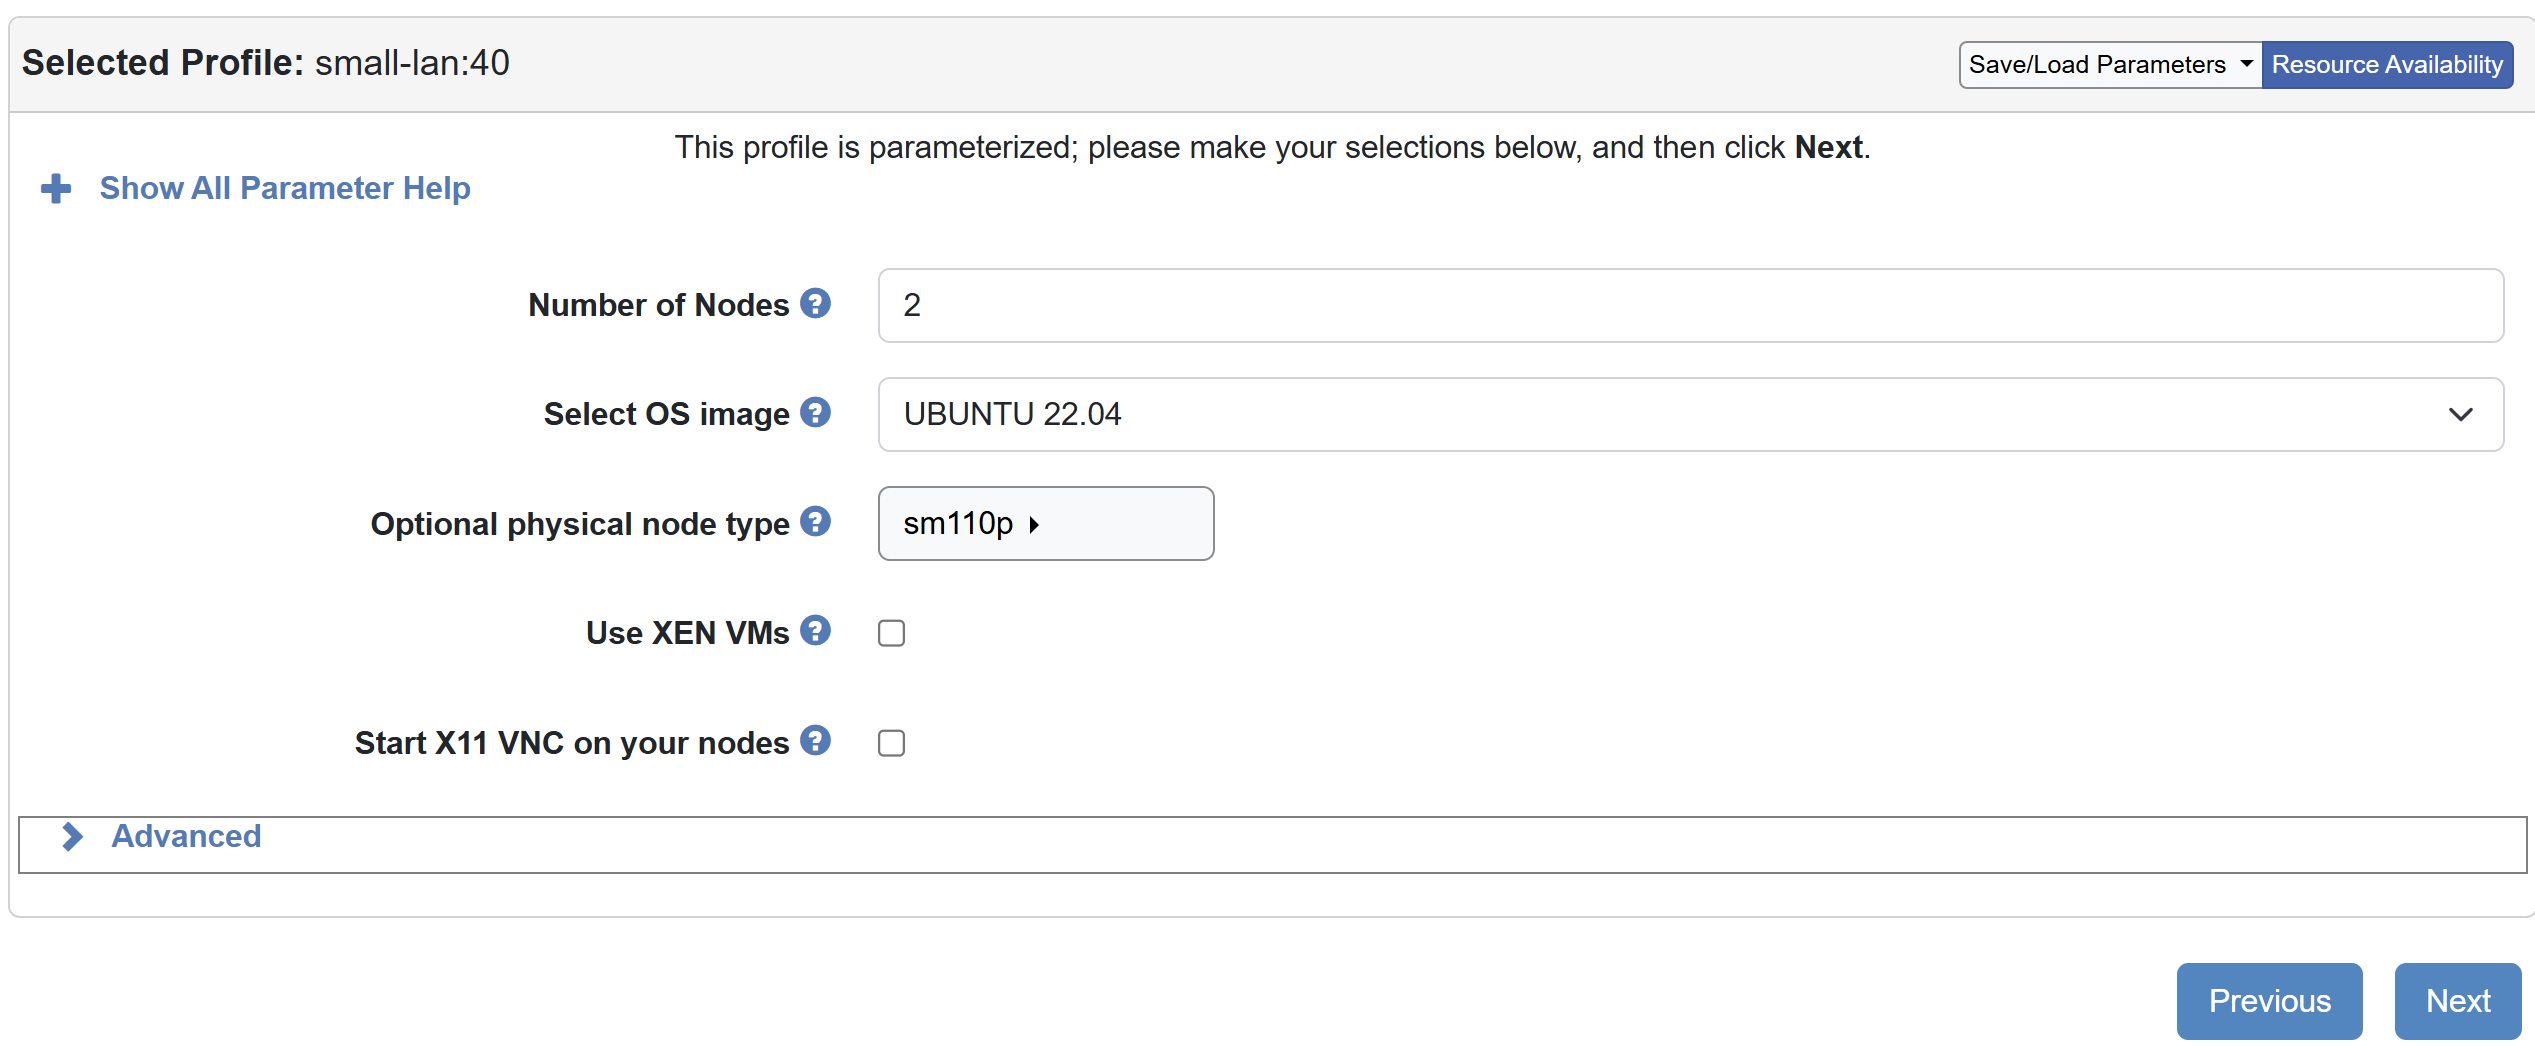 Selected Profile: small-lan:40
Save/Load Parameters
Resource Availability
This profile is parameterized; please make your selections below, and then click Next.
Show All Parameter Help
Number of Nodes
2
Select OS image
UBUNTU 22.04
Optional physical node type
sm110p
Use XEN VMs
Start X11 VNC on your nodes
Advanced
Previous
Next